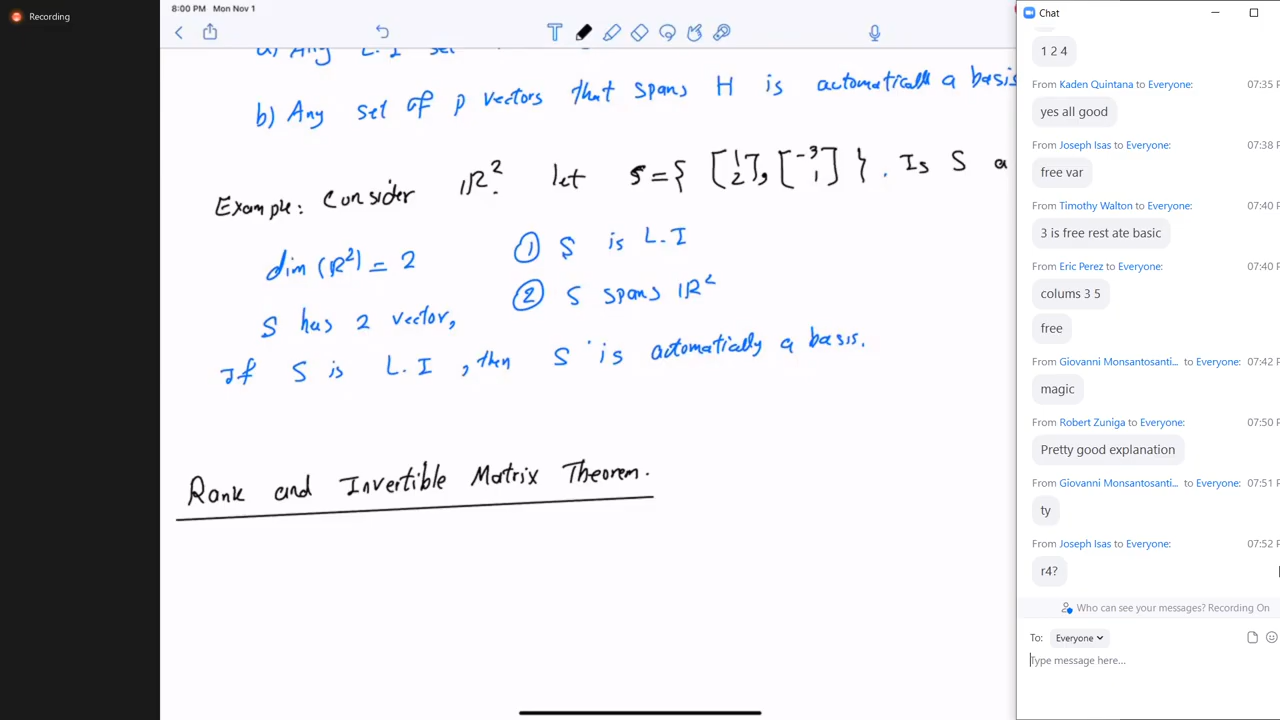 Recording
8:00 PM Mon Nov 1
a) Any L.I set
b) Any set of p vectors that spans H is automatically a basis
Example: Consider ℝ². let S={ [1 2], [-3 1] }. Is S a
dim (ℝ²) = 2
① S is L.I
② S spans ℝ²
S has 2 vector,
If S is L.I, then S is automatically a basis.
Rank and Invertible Matrix Theorem.
Chat
1 2 4
From Kaden Quintana to Everyone: 07:35 P
yes all good
From Joseph Isas to Everyone: 07:38 P
free var
From Timothy Walton to Everyone: 07:40 P
3 is free rest ate basic
From Eric Perez to Everyone: 07:40 P
colums 3 5
free
From Giovanni Monsantosanti... to Everyone: 07:42 P
magic
From Robert Zuniga to Everyone: 07:50 P
Pretty good explanation
From Giovanni Monsantosanti... to Everyone: 07:51 P
ty
From Joseph Isas to Everyone: 07:52 P
r4?
Who can see your messages? Recording On
To: Everyone
Type message here...